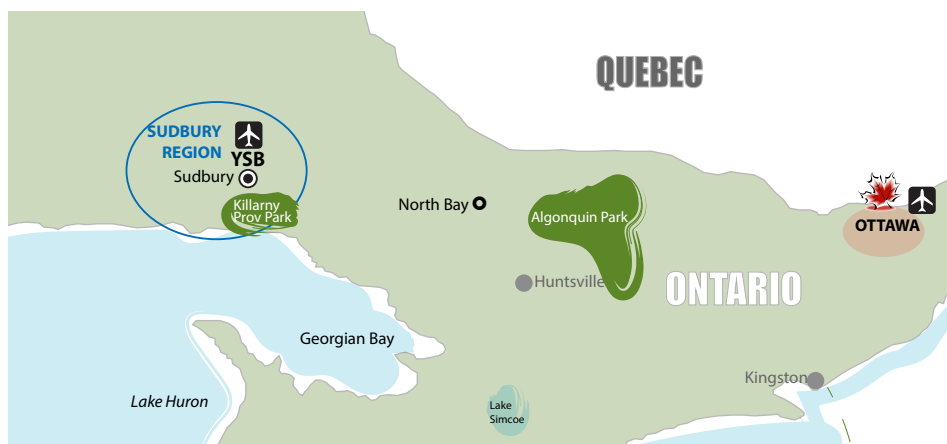 QUEBEC
SUDBURY
REGION
YSB
Sudbury
Killarny
Prov Park
North Bay
Algonquin Park
OTTAWA
Huntsville
ONTARIO
Georgian Bay
Kingston
Lake Huron
Lake
Simcoe